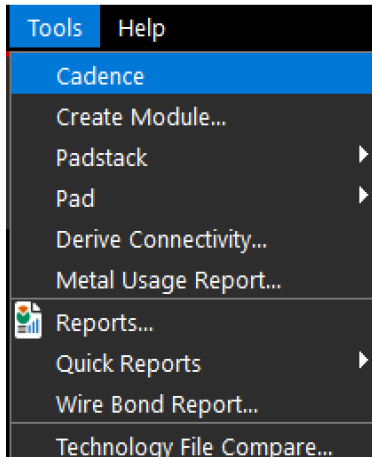 Tools Help
Cadence
Create Module...
Padstack
Pad
Derive Connectivity...
Metal Usage Report...
Reports...
Quick Reports
Wire Bond Report...
Technology File Compare...